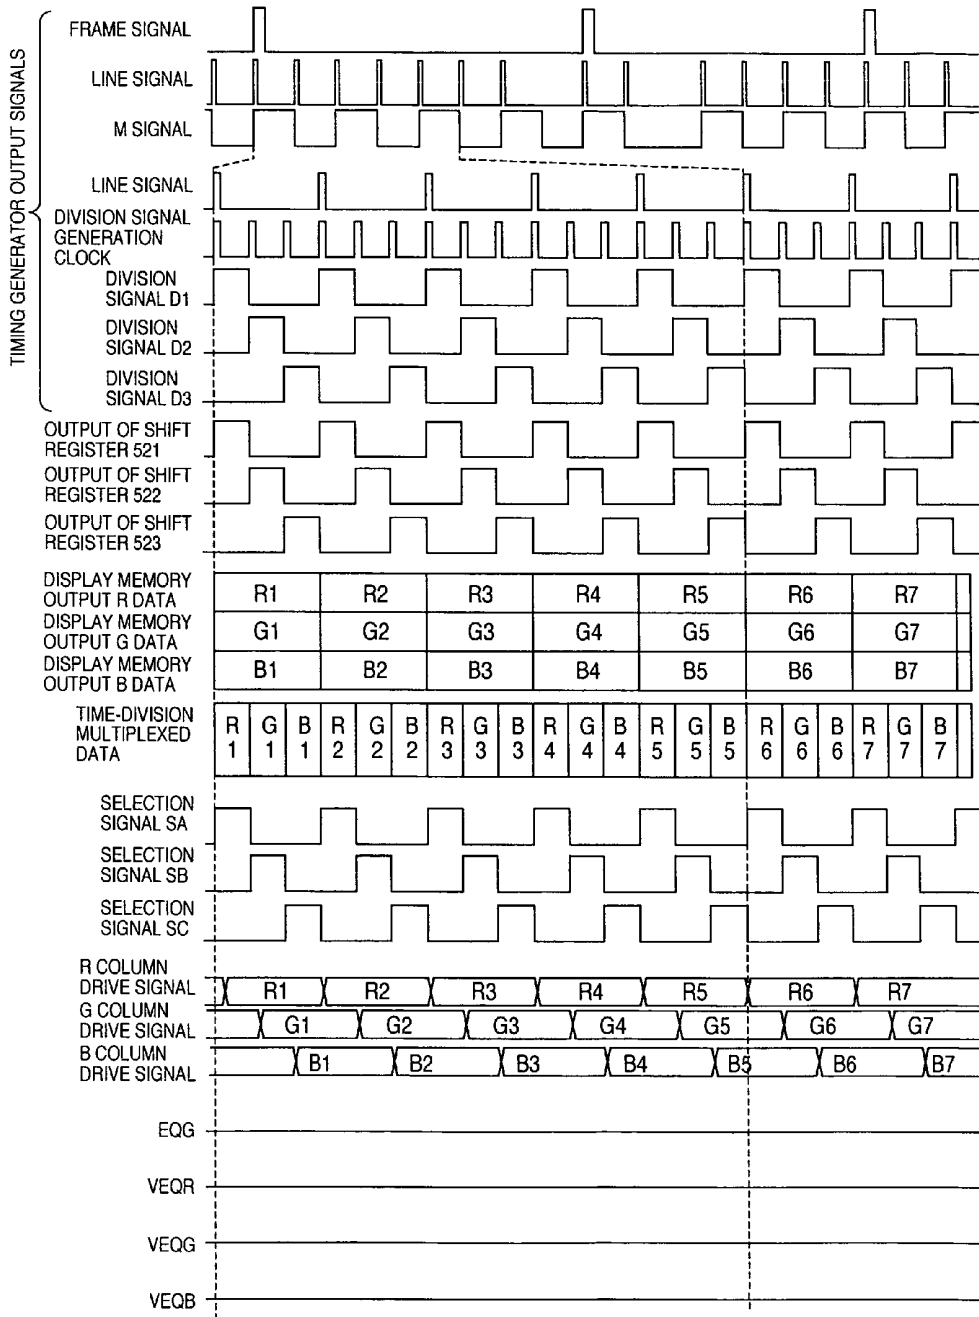 TIMING GENERATOR OUTPUT SIGNALS
FRAME SIGNAL
LINE SIGNAL
M SIGNAL
LINE SIGNAL
DIVISION SIGNAL
GENERATION
CLOCK
DIVISION
SIGNAL D1
DIVISION
SIGNAL D2
DIVISION
SIGNAL D3
OUTPUT OF SHIFT
REGISTER 521
OUTPUT OF SHIFT
REGISTER 522
OUTPUT OF SHIFT
REGISTER 523
DISPLAY MEMORY
OUTPUT R DATA
R1 R2 R3 R4 R5 R6 R7
DISPLAY MEMORY
OUTPUT G DATA
G1 G2 G3 G4 G5 G6 G7
DISPLAY MEMORY
OUTPUT B DATA
B1 B2 B3 B4 B5 B6 B7
TIME-DIVISION
MULTIPLEXED
DATA
R G B R G B R G B R G B R G B R G B R G B
1 1 1 2 2 2 3 3 3 4 4 4 5 5 5 6 6 6 7 7 7
SELECTION
SIGNAL SA
SELECTION
SIGNAL SB
SELECTION
SIGNAL SC
R COLUMN
DRIVE SIGNAL
R1 R2 R3 R4 R5 R6 R7
G COLUMN
DRIVE SIGNAL
G1 G2 G3 G4 G5 G6 G7
B COLUMN
DRIVE SIGNAL
B1 B2 B3 B4 B5 B6 B7
EQG
VEQR
VEQG
VEQB